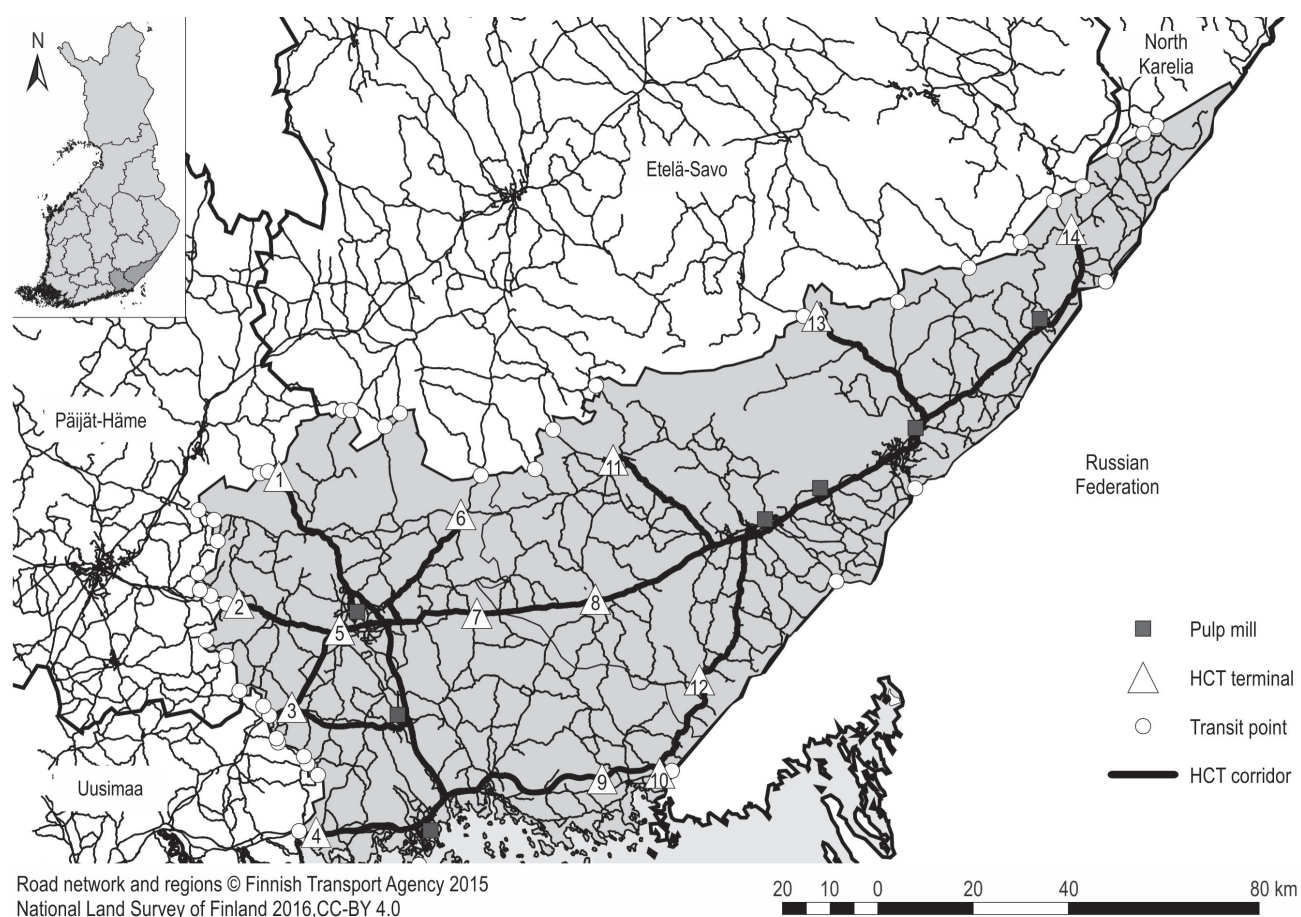 N
North
Karelia
Etelä-Savo
14
13
Päijät-Häme
Russian
Federation
11
1
6
2
8
7
5
Pulp mill
12
HCT terminal
3
Transit point
9
10
HCT corridor
Uusimaa
4
Road network and regions © Finnish Transport Agency 2015
20 10 0 20 40 80 km
National Land Survey of Finland 2016,CC-BY 4.0